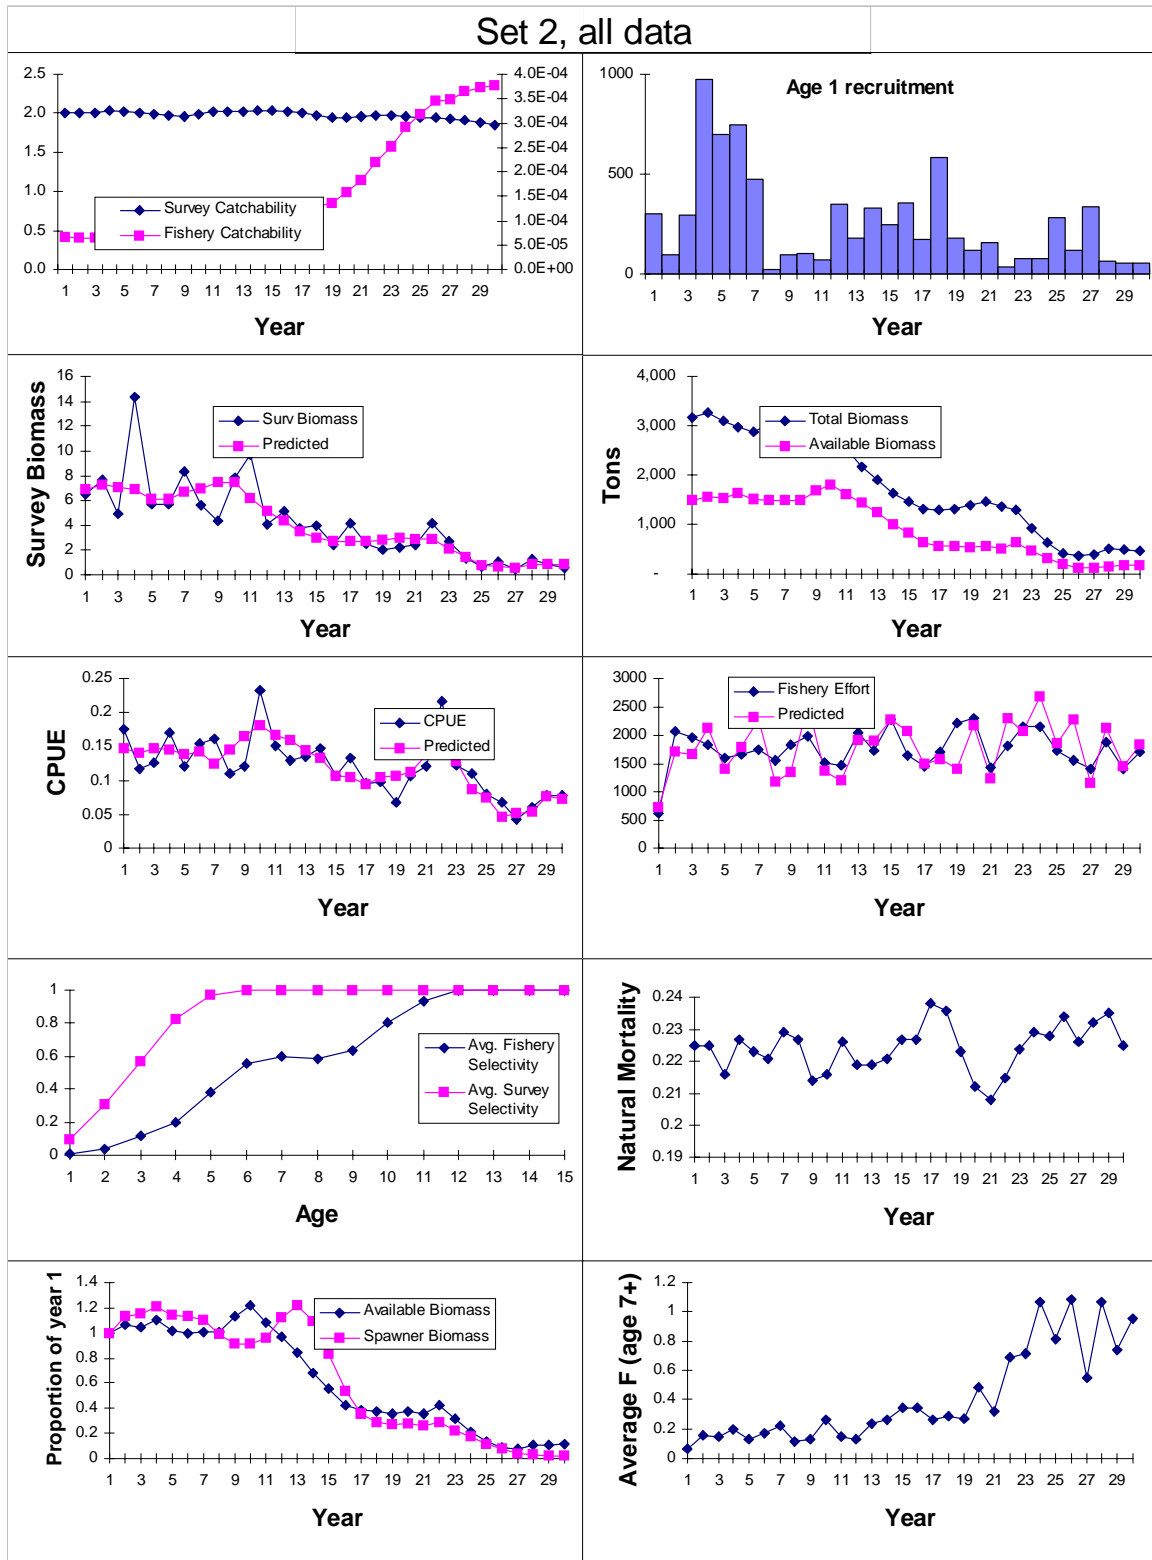 Set 2, all data
2.5
2.0
1.5
1.0
0.5
0.0
4.0E-04
3.5E-04
3.0E-04
2.5E-04
2.0E-04
1.5E-04
1.0E-04
5.0E-05
0.0E+00
Survey Catchability
Fishery Catchability
1 3 5 7 9 11 13 15 17 19 21 23 25 27 29
Year
Age 1 recruitment
1000
500
0
1 3 5 7 9 11 13 15 17 19 21 23 25 27 29
Year
Survey Biomass
16
14
12
10
8
6
4
2
0
Surv Biomass
Predicted
1 3 5 7 9 11 13 15 17 19 21 23 25 27 29
Year
Tons
4,000
3,000
2,000
1,000
-
Total Biomass
Available Biomass
1 3 5 7 9 11 13 15 17 19 21 23 25 27 29
Year
CPUE
0.25
0.2
0.15
0.1
0.05
0
CPUE
Predicted
1 3 5 7 9 11 13 15 17 19 21 23 25 27 29
Year
3000
2500
2000
1500
1000
500
0
Fishery Effort
Predicted
1 3 5 7 9 11 13 15 17 19 21 23 25 27 29
Year
1
0.8
0.6
0.4
0.2
0
Avg. Fishery
Selectivity
Avg. Survey
Selectivity
1 2 3 4 5 6 7 8 9 10 11 12 13 14 15
Age
Natural Mortality
0.24
0.23
0.22
0.21
0.2
0.19
1 3 5 7 9 11 13 15 17 19 21 23 25 27 29
Year
Proportion of year 1
1.4
1.2
1
0.8
0.6
0.4
0.2
0
Available Biomass
Spawner Biomass
1 3 5 7 9 11 13 15 17 19 21 23 25 27 29
Year
Average F (age 7+)
1.2
1
0.8
0.6
0.4
0.2
0
1 3 5 7 9 11 13 15 17 19 21 23 25 27 29
Year